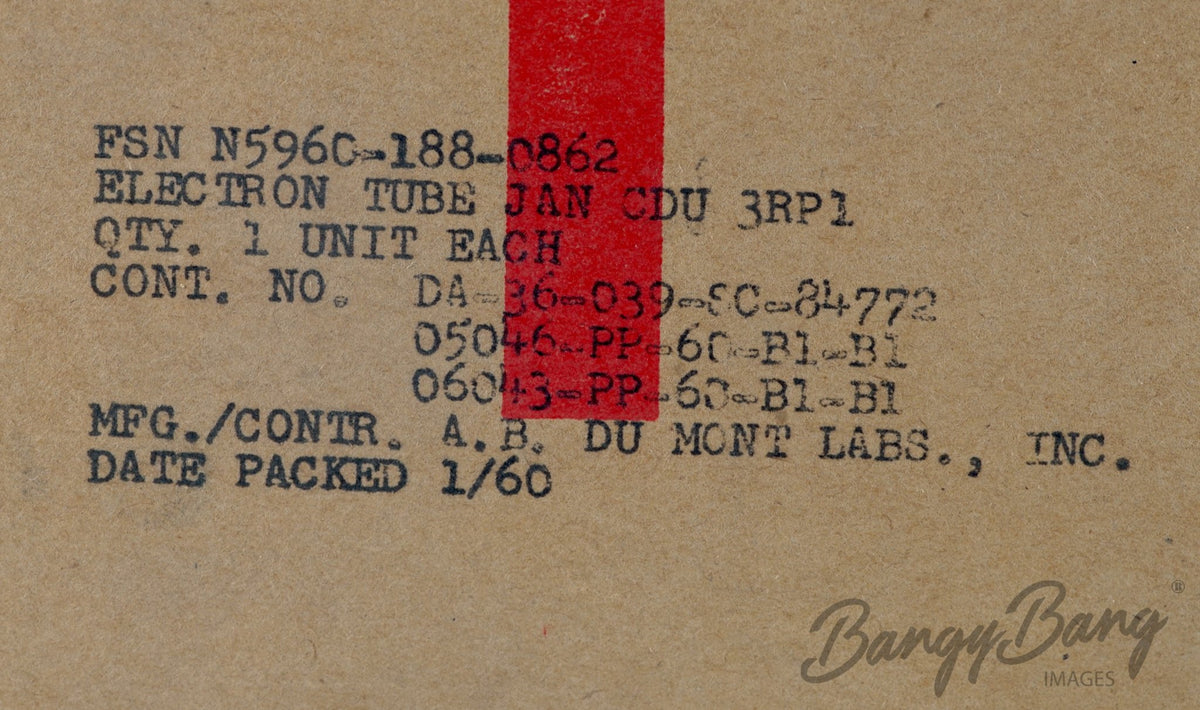 FSN N5960-188-0862
ELECTRON TUBE JAN CDU 3RP1
QTY. 1 UNIT EACH
CONT. NO. DA-36-039-SC-84772
05046-PP-60-B1-B1
06043-PP-60-B1-B1
MFG./CONTR. A.B. DU MONT LABS., INC.
DATE PACKED 1/60
BangyBang®
IMAGES